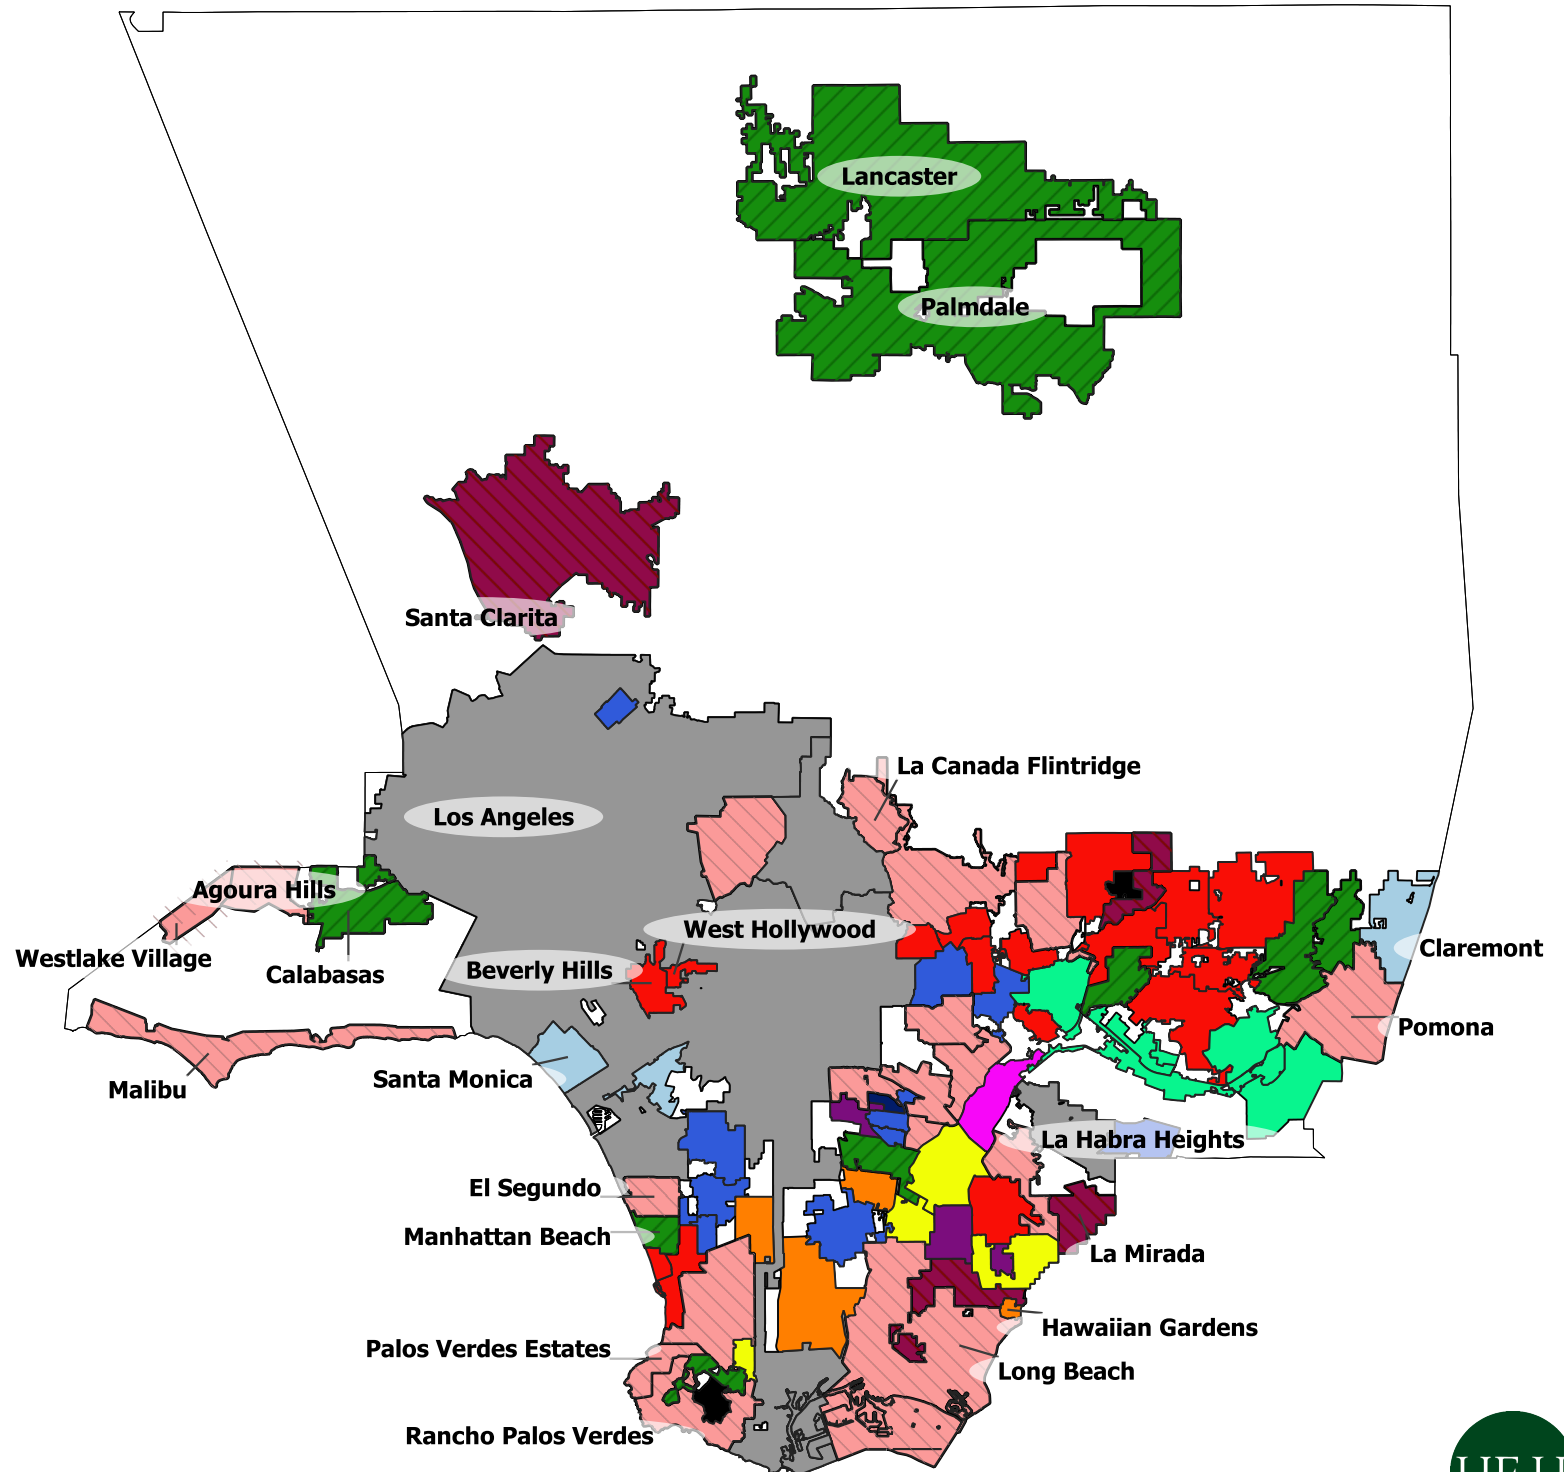 Lancaster
Palmdale
Santa Clarita
La Canada Flintridge
Los Angeles
Agoura Hills
West Hollywood
Westlake Village
Calabasas
Beverly Hills
Claremont
Pomona
Malibu
Santa Monica
La Habra Heights
El Segundo
Manhattan Beach
La Mirada
Hawaiian Gardens
Palos Verdes Estates
Long Beach
Rancho Palos Verdes